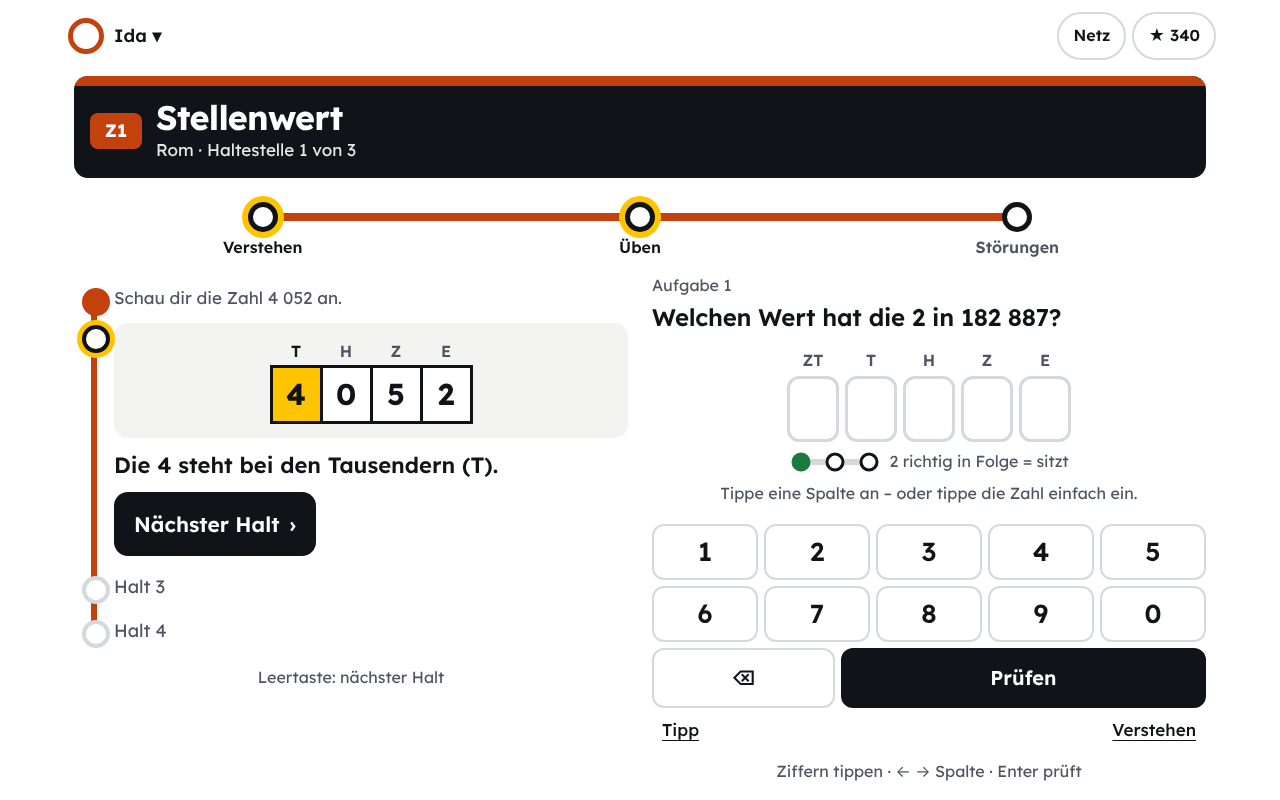 Ida ▾
Netz
★ 340
Z1
Stellenwert
Rom · Haltestelle 1 von 3
Verstehen
Üben
Störungen
Schau dir die Zahl 4 052 an.
T H Z E
4 0 5 2
Die 4 steht bei den Tausendern (T).
Nächster Halt ›
Halt 3
Halt 4
Leertaste: nächster Halt
Aufgabe 1
Welchen Wert hat die 2 in 182 887?
ZT T H Z E
2 richtig in Folge = sitzt
Tippe eine Spalte an – oder tippe die Zahl einfach ein.
1 2 3 4 5
6 7 8 9 0
⌫ Prüfen
Tipp Verstehen
Ziffern tippen · ← → Spalte · Enter prüft